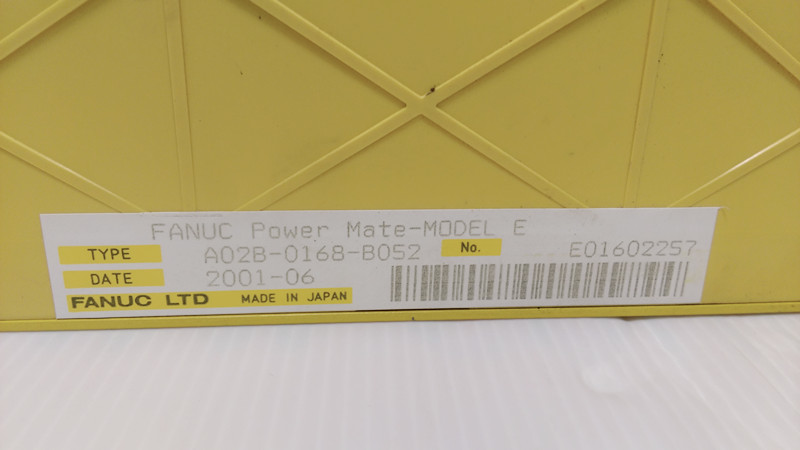 FANUC Power Mate-MODEL E
TYPE A02B-0168-B052 No. E01602257
DATE 2001-06
FANUC LTD MADE IN JAPAN